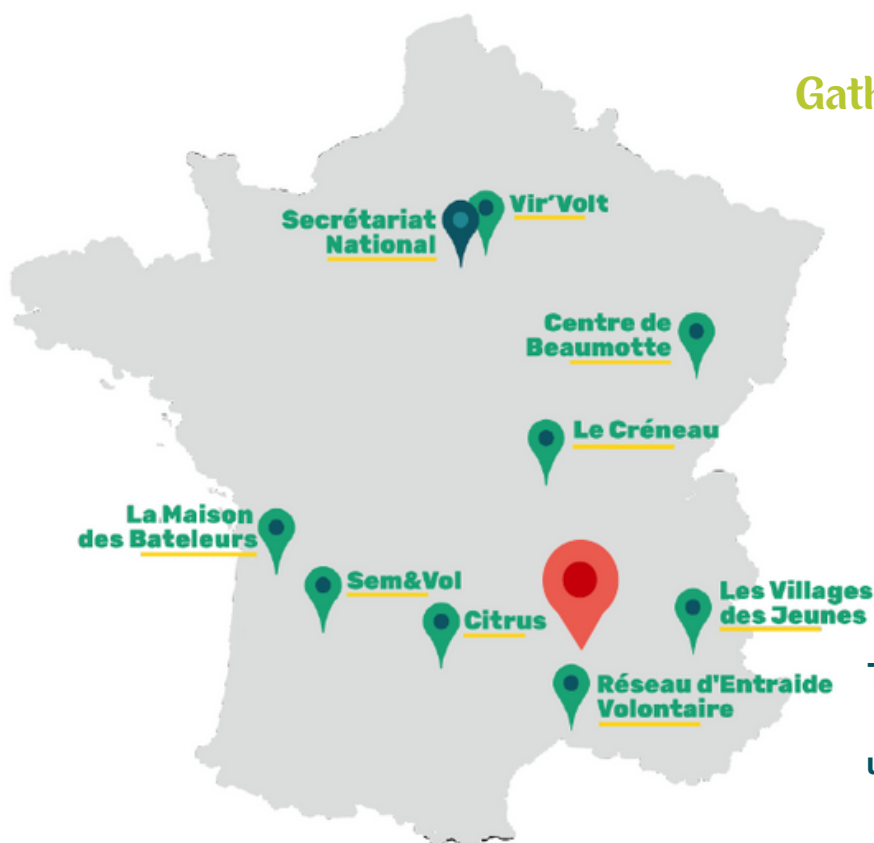 Gath
Secrétariat
National
Vir'Volt
Centre de
Beaumotte
Le Créneau
La Maison
des Bateleurs
Sem&Vol
Citrus
Les Villages
des Jeunes
Réseau d'Entraide
Volontaire